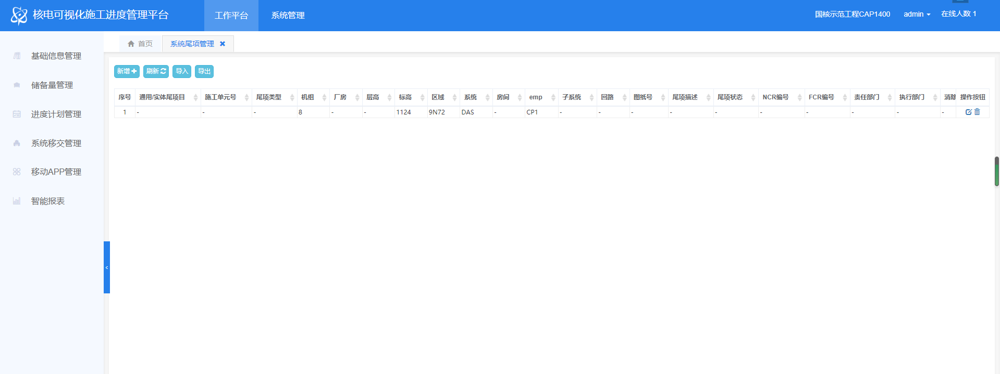 核电可视化施工进度管理平台 工作平台 系统管理 国核示范工程CAP1400 admin 在线人数 1
首页 系统尾项管理
基础信息管理
储备量管理
进度计划管理
系统移交管理
移动APP管理
智能报表
新增 刷新 导入 导出
序号 通用/实体尾项目 施工单元号 尾项类型 机组 厂房 层高 标高 区域 系统 房间 emp 子系统 回路 图纸号 尾项描述 尾项状态 NCR编号 FCR编号 责任部门 执行部门 消除 操作按钮
1 - - - 8 - - 1124 9N72 DAS - CP1 - - - - - - - - - -
<